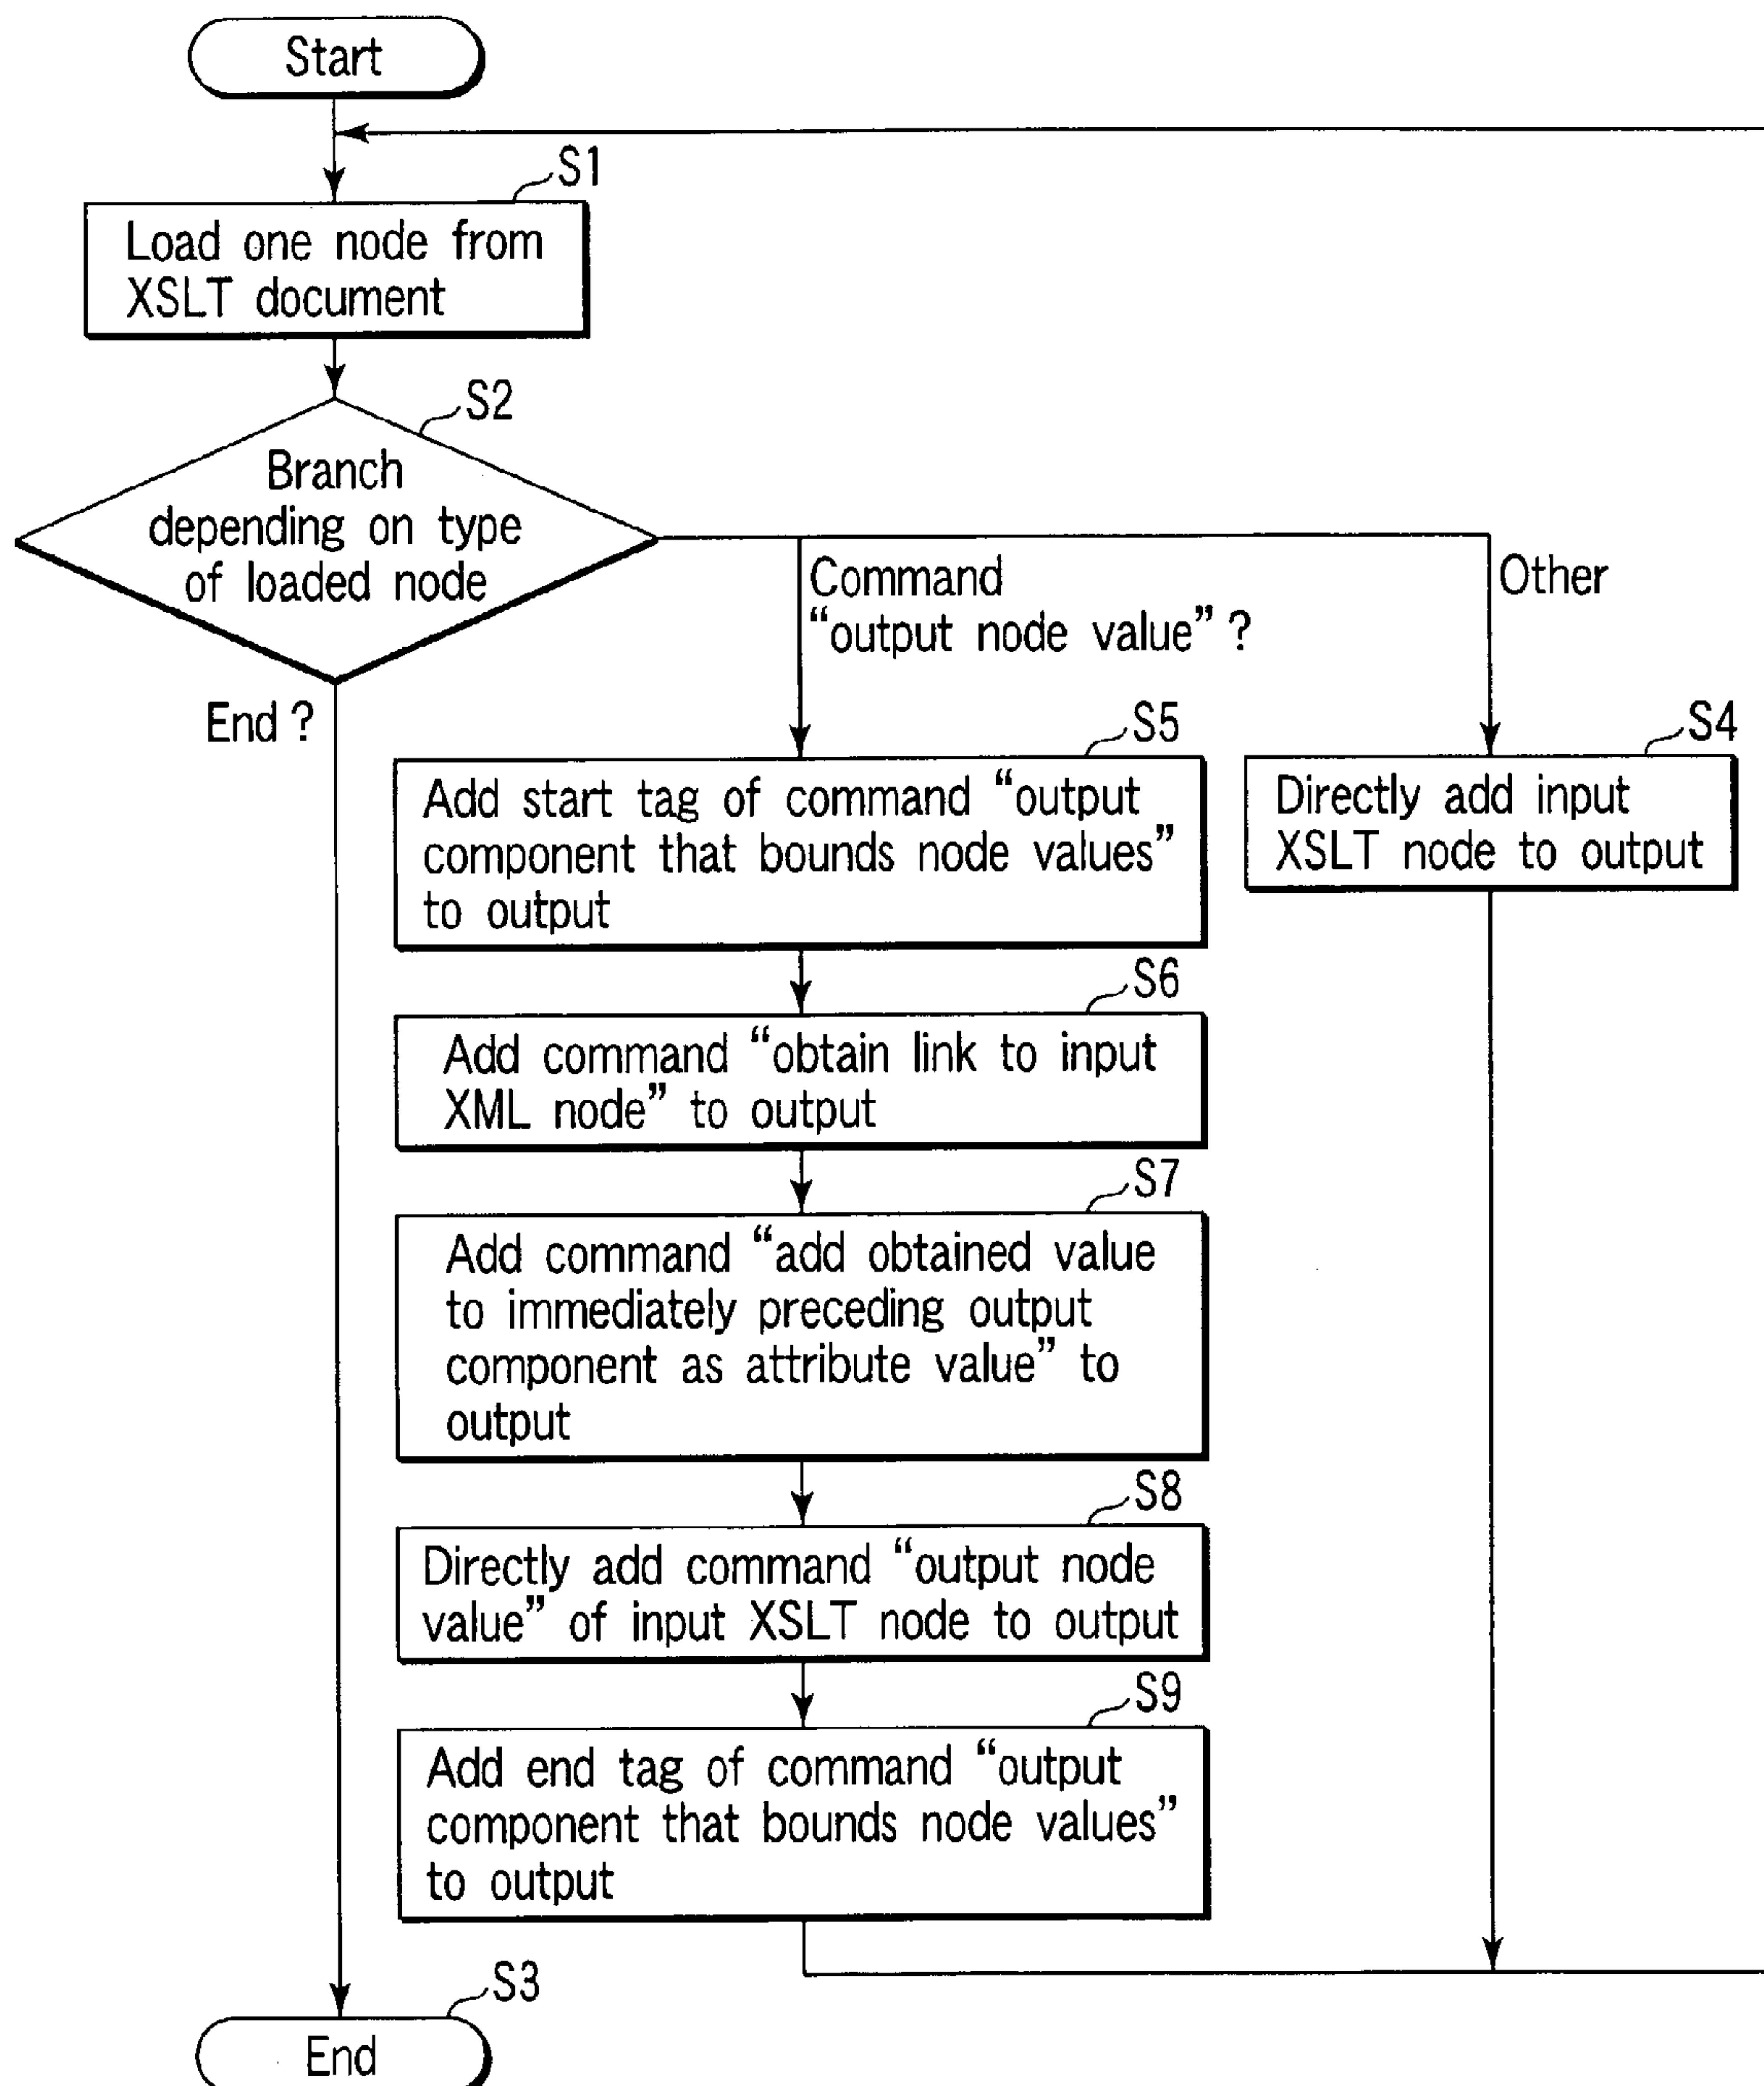 Start
S1
Load one node from
XSLT document
S2
Branch
depending on type
of loaded node
Command
“output node value” ?
Other
End ?
S5
Add start tag of command “output
component that bounds node values”
to output
S4
Directly add input
XSLT node to output
S6
Add command “obtain link to input
XML node” to output
S7
Add command “add obtained value
to immediately preceding output
component as attribute value” to
output
S8
Directly add command “output node
value” of input XSLT node to output
S9
Add end tag of command “output
component that bounds node values”
to output
S3
End